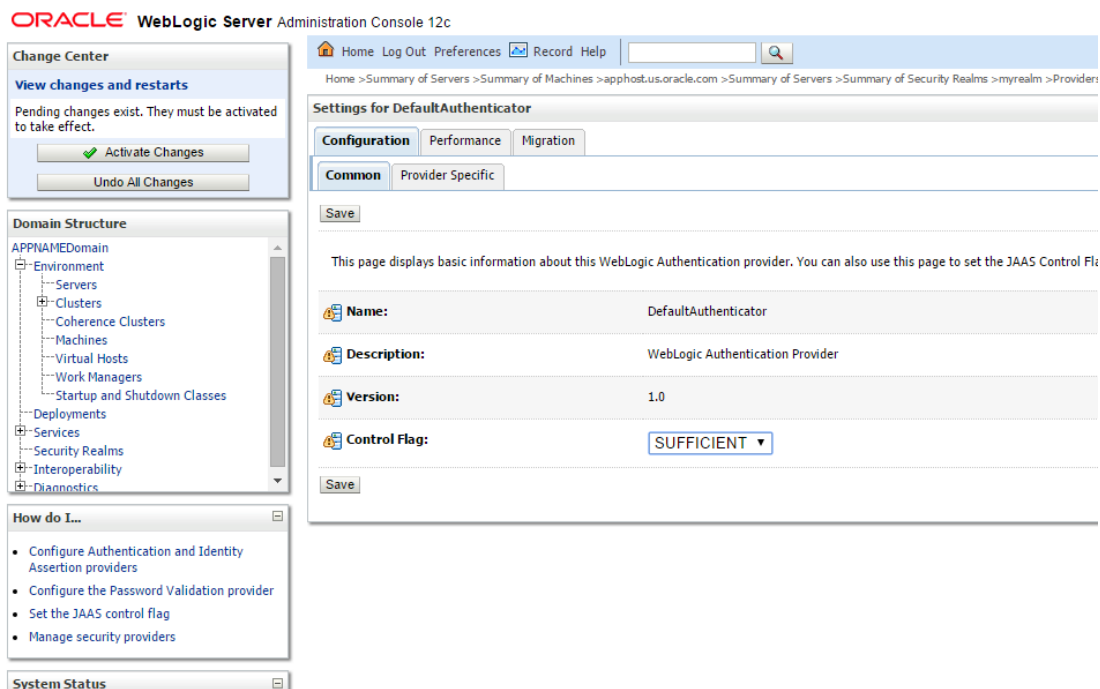 ORACLE WebLogic Server Administration Console 12c
Change Center
View changes and restarts
Pending changes exist. They must be activated
to take effect.
Activate Changes
Undo All Changes
Domain Structure
APPNAMEDomain
Environment
Servers
Clusters
Coherence Clusters
Machines
Virtual Hosts
Work Managers
Startup and Shutdown Classes
Deployments
Services
Security Realms
Interoperability
Diagnostics
How do I...
Configure Authentication and Identity
Assertion providers
Configure the Password Validation provider
Set the JAAS control flag
Manage security providers
System Status
Home Log Out Preferences Record Help
Home >Summary of Servers >Summary of Machines >apphost.us.oracle.com >Summary of Servers >Summary of Security Realms >myrealm >Providers
Settings for DefaultAuthenticator
Configuration Performance Migration
Common Provider Specific
Save
This page displays basic information about this WebLogic Authentication provider. You can also use this page to set the JAAS Control
Name: DefaultAuthenticator
Description: WebLogic Authentication Provider
Version: 1.0
Control Flag: SUFFICIENT
Save